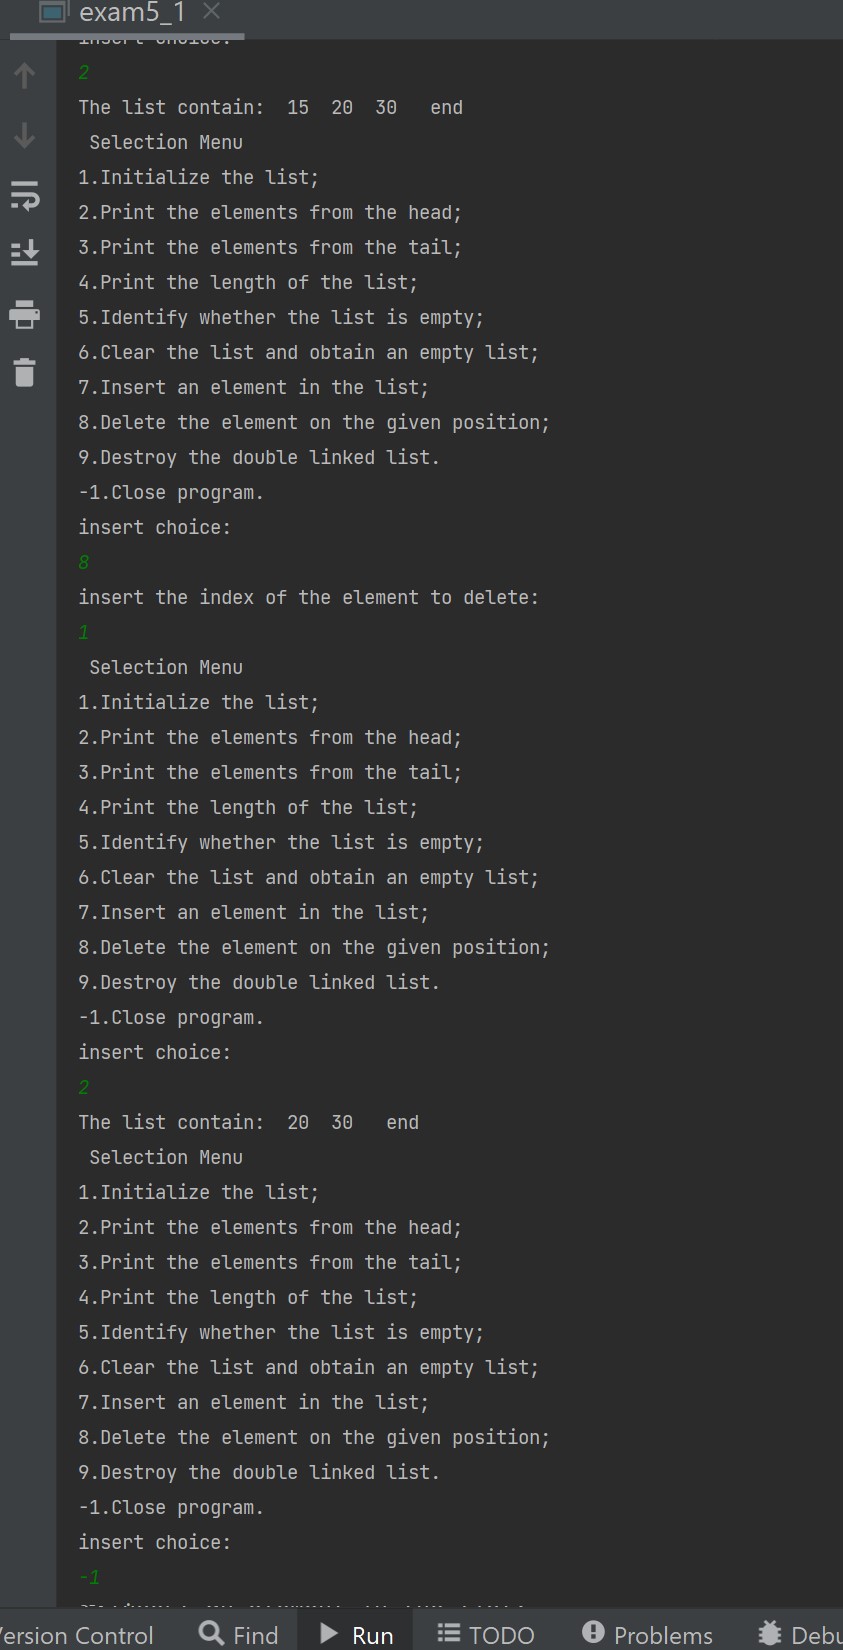 exam5_1
insert choice:
2
The list contain:  15  20  30   end
 Selection Menu
1.Initialize the list;
2.Print the elements from the head;
3.Print the elements from the tail;
4.Print the length of the list;
5.Identify whether the list is empty;
6.Clear the list and obtain an empty list;
7.Insert an element in the list;
8.Delete the element on the given position;
9.Destroy the double linked list.
-1.Close program.
insert choice:
8
insert the index of the element to delete:
1
 Selection Menu
1.Initialize the list;
2.Print the elements from the head;
3.Print the elements from the tail;
4.Print the length of the list;
5.Identify whether the list is empty;
6.Clear the list and obtain an empty list;
7.Insert an element in the list;
8.Delete the element on the given position;
9.Destroy the double linked list.
-1.Close program.
insert choice:
2
The list contain:  20  30   end
 Selection Menu
1.Initialize the list;
2.Print the elements from the head;
3.Print the elements from the tail;
4.Print the length of the list;
5.Identify whether the list is empty;
6.Clear the list and obtain an empty list;
7.Insert an element in the list;
8.Delete the element on the given position;
9.Destroy the double linked list.
-1.Close program.
insert choice:
-1
ersion Control Find Run TODO Problems Debu